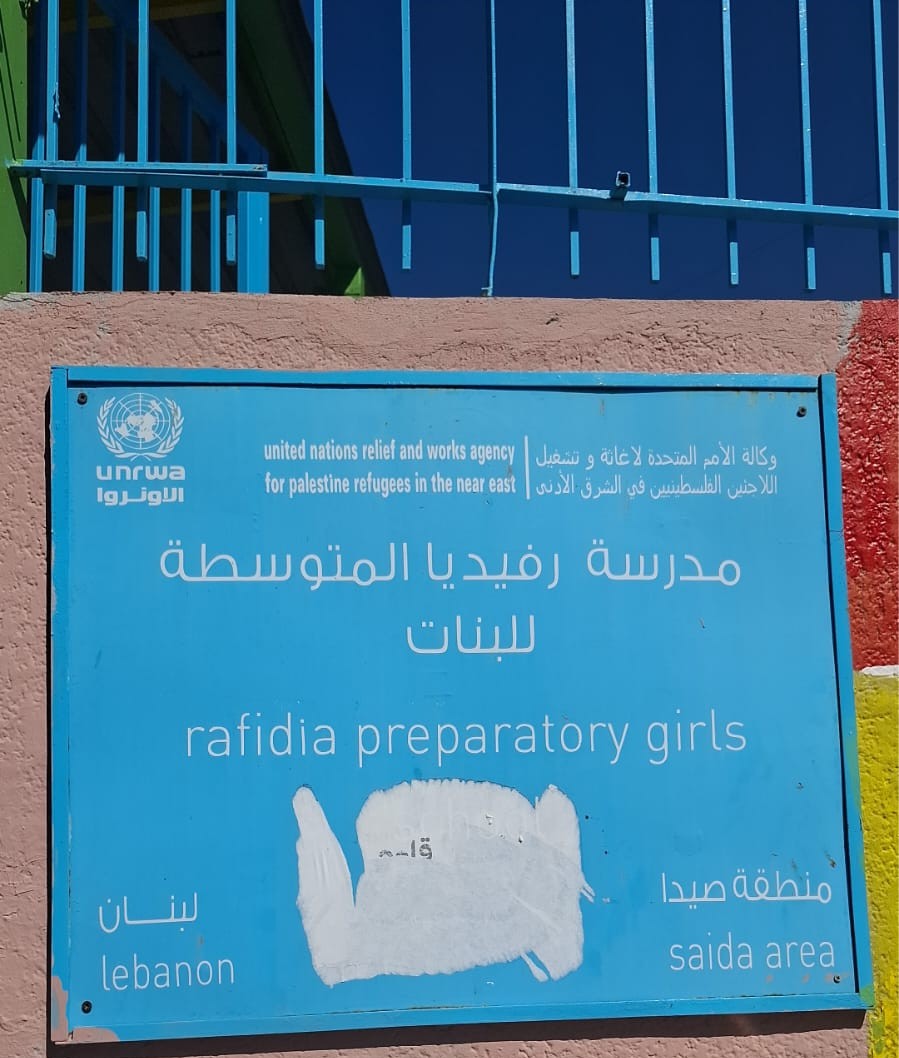 unrwa
الاونروا
united nations relief and works agency
for palestine refugees in the near east
وكالة الأمم المتحدة لاغاثة و تشغيل
اللاجئين الفلسطينيين في الشرق الأدنى
مدرسة رفيديا المتوسطة
للبنات
rafidia preparatory girls
لبنـــان
lebanon
منطقة صيدا
saida area